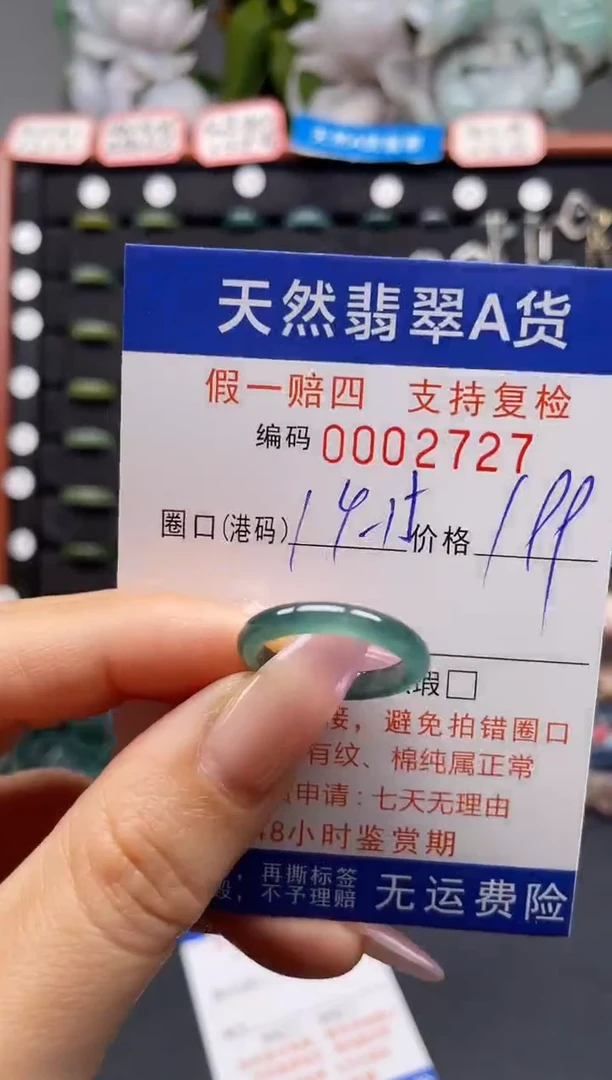 天然翡翠A货
假一赔四 支持复检
编码 0002727
圈口(港码) 14-15 价格 199
瑕□
接，避免拍错圈口
有纹、棉纯属正常
申请：七天无理由
48小时鉴赏期
，再撕标签
，不予理赔
无运费险